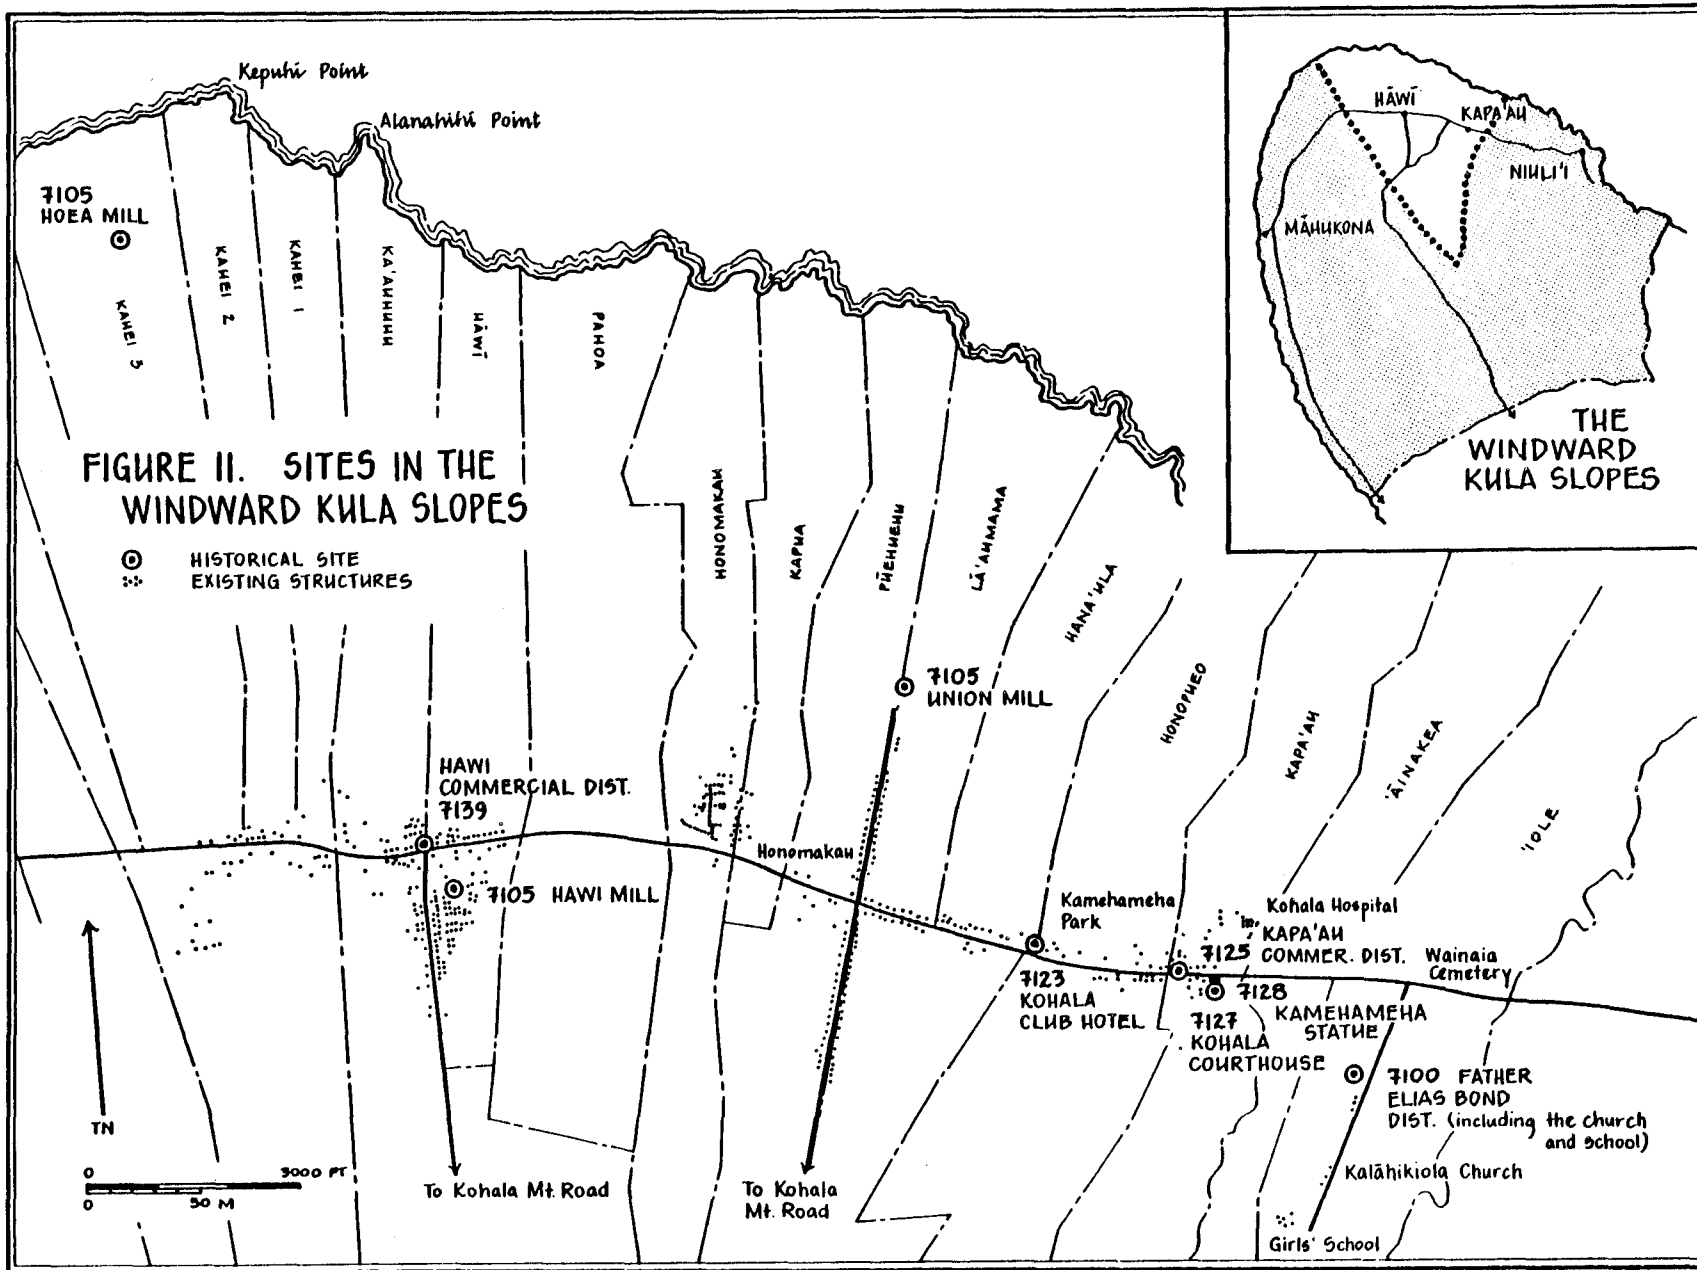 Kepuhi Point
Alanahihi Point
7105
HOEA MILL
KAHEI 3
KAHEI 2
KAHEI 1
KA'AUHUHU
HĀWĪ
PAHOA
HONOMAKAU
KAPUA
PŪEHUEHU
LĀ'AUMAMA
HANA'ULA
HONOPUEO
KAPA'AU
'ĀINAKEA
'IOLE
FIGURE II. SITES IN THE
WINDWARD KULA SLOPES
HISTORICAL SITE
EXISTING STRUCTURES
HĀWĪ
KAPA'AU
NIULI'I
MĀHUKONA
THE
WINDWARD
KULA SLOPES
7105
UNION MILL
HAWI
COMMERCIAL DIST.
7139
7105 HAWI MILL
Honomakau
Kamehameha
Park
7123
KOHALA
CLUB HOTEL
Kohala Hospital
7125 KAPA'AU
COMMER. DIST.
Wainaia
Cemetery
7128
KAMEHAMEHA
STATUE
7127
KOHALA
COURTHOUSE
7100 FATHER
ELIAS BOND
DIST. (including the church
and school)
Kalāhikiola Church
Girls' School
TN
0 3000 FT
0 50 M
To Kohala Mt. Road
To Kohala
Mt. Road